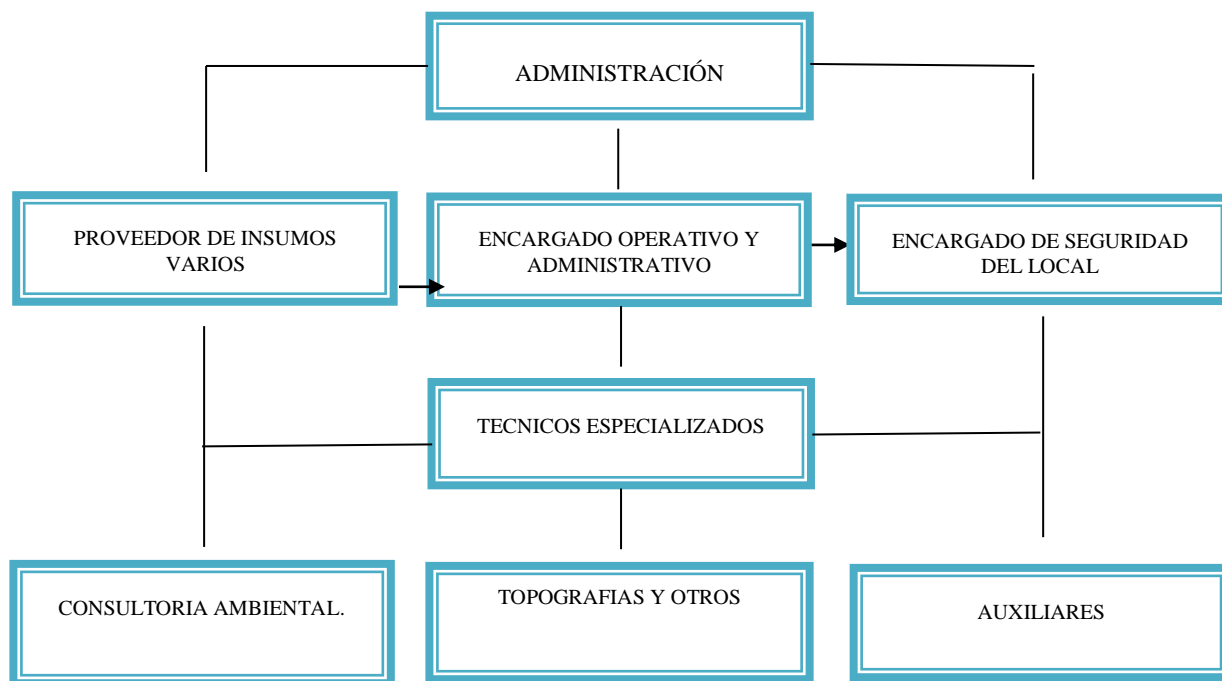 ADMINISTRACIÓN
PROVEEDOR DE INSUMOS
VARIOS
ENCARGADO OPERATIVO Y
ADMINISTRATIVO
ENCARGADO DE SEGURIDAD
DEL LOCAL
TECNICOS ESPECIALIZADOS
CONSULTORIA AMBIENTAL.
TOPOGRAFIAS Y OTROS
AUXILIARES